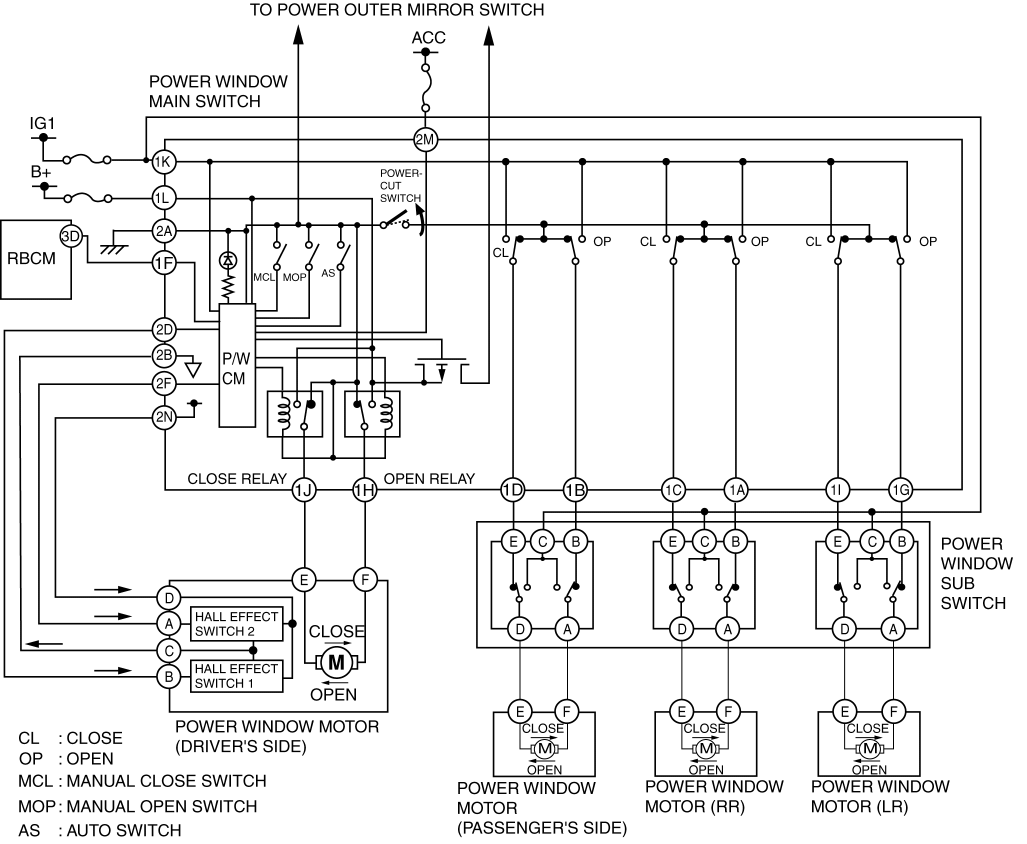 TO POWER OUTER MIRROR SWITCH
ACC
POWER WINDOW
MAIN SWITCH
IG1
2M
1K
B+
POWER-
CUT
SWITCH
1L
2A
3D
RBCM
1F
CL
OP
CL
OP
CL
OP
MCL
MOP
AS
2D
2B
P/W
CM
2F
2N
CLOSE RELAY
1J
1H
OPEN RELAY
1D
1B
1C
1A
1I
1G
E
C
B
E
C
B
E
C
B
POWER
WINDOW
SUB
SWITCH
E
F
D
A
HALL EFFECT
SWITCH 2
CLOSE
M
OPEN
C
B
HALL EFFECT
SWITCH 1
D
A
D
A
D
A
POWER WINDOW MOTOR
(DRIVER'S SIDE)
E
F
CLOSE
M
OPEN
E
F
CLOSE
M
OPEN
E
F
CLOSE
M
OPEN
POWER WINDOW
MOTOR
(PASSENGER'S SIDE)
POWER WINDOW
MOTOR (RR)
POWER WINDOW
MOTOR (LR)
CL : CLOSE
OP : OPEN
MCL : MANUAL CLOSE SWITCH
MOP : MANUAL OPEN SWITCH
AS : AUTO SWITCH